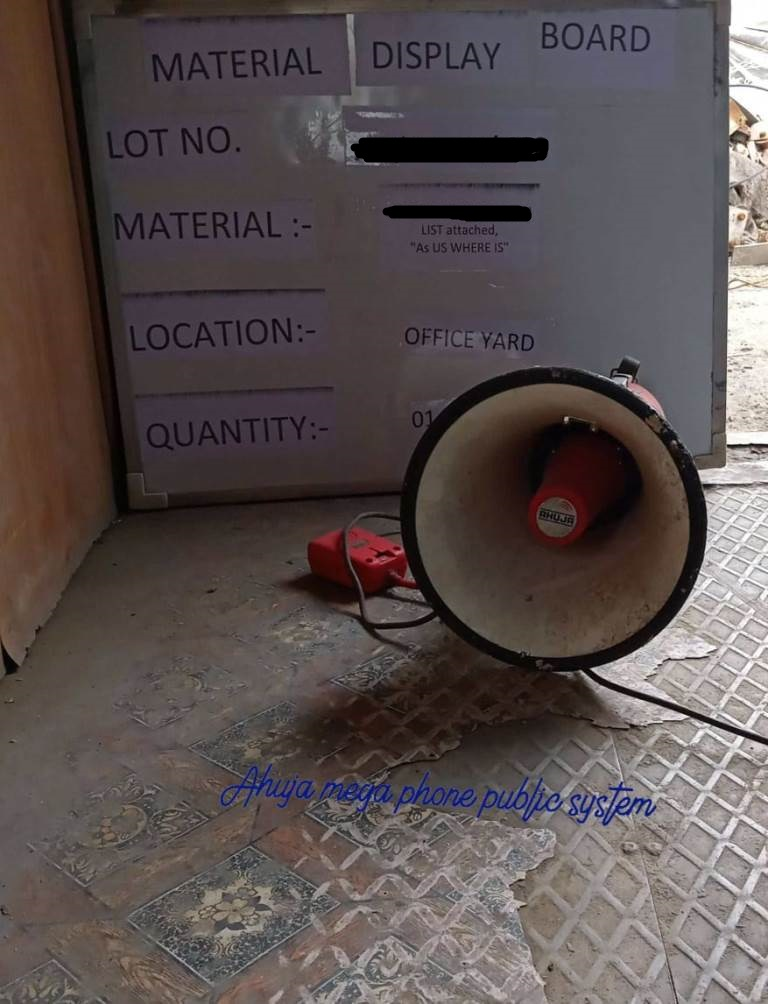 MATERIAL DISPLAY BOARD
LOT NO.
MATERIAL :-
LIST attached,
"As US WHERE IS"
LOCATION:- OFFICE YARD
QUANTITY:- 01
AHUJA
Ahuja mega phone public system